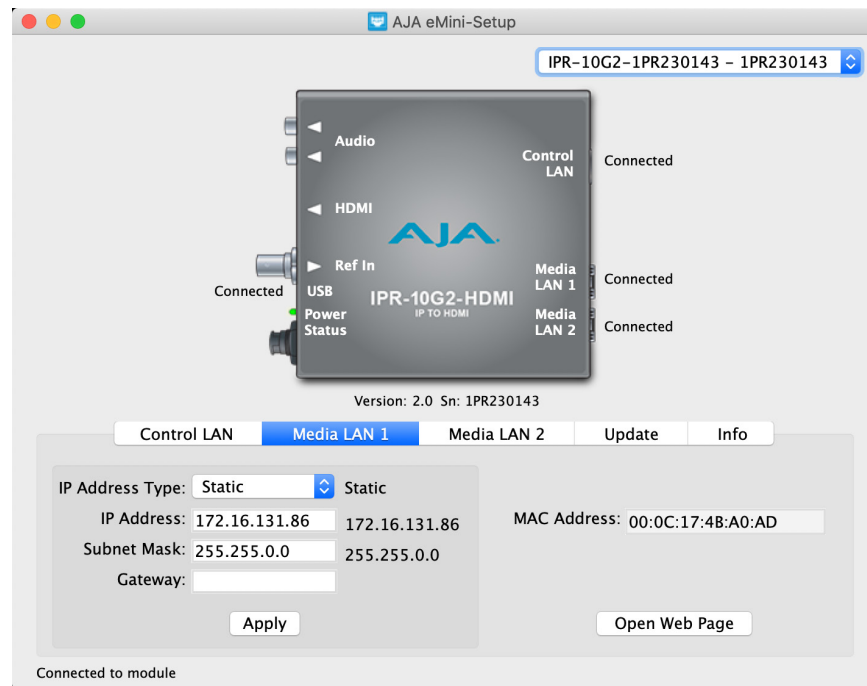 AJA eMini-Setup
IPR-10G2-1PR230143 - 1PR230143
Audio
Control
LAN
Connected
HDMI
AJA
Ref In
Media
LAN 1
Connected
Connected
USB
IPR-10G2-HDMI
IP TO HDMI
Power
Status
Media
LAN 2
Connected
Version: 2.0 Sn: 1PR230143
Control LAN Media LAN 1 Media LAN 2 Update Info
IP Address Type: Static Static
IP Address: 172.16.131.86 172.16.131.86
MAC Address: 00:0C:17:4B:A0:AD
Subnet Mask: 255.255.0.0 255.255.0.0
Gateway:
Apply
Open Web Page
Connected to module